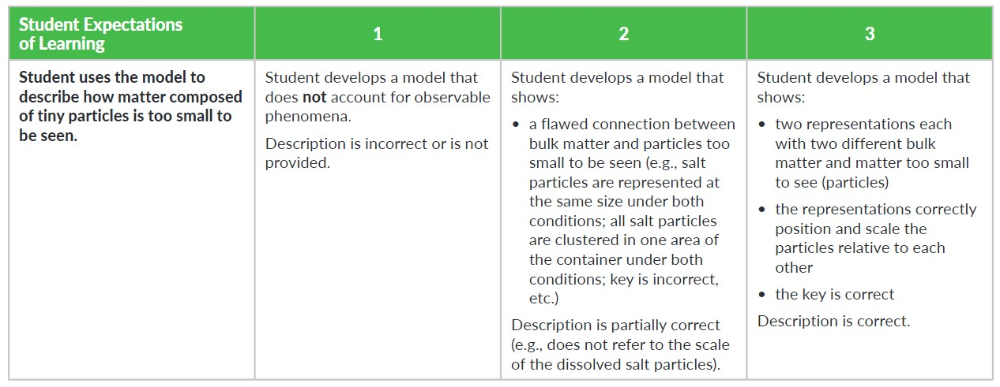 Student Expectations
of Learning
1
2
3
Student uses the model to
describe how matter composed
of tiny particles is too small to
be seen.
Student develops a model that
does not account for observable
phenomena.
Description is incorrect or is not
provided.
Student develops a model that
shows:
• a flawed connection between
bulk matter and particles too
small to be seen (e.g., salt
particles are represented at
the same size under both
conditions; all salt particles
are clustered in one area of
the container under both
conditions; key is incorrect,
etc.)
Description is partially correct
(e.g., does not refer to the scale
of the dissolved salt particles).
Student develops a model that
shows:
• two representations each
with two different bulk
matter and matter too small
to see (particles)
• the representations correctly
position and scale the
particles relative to each
other
• the key is correct
Description is correct.